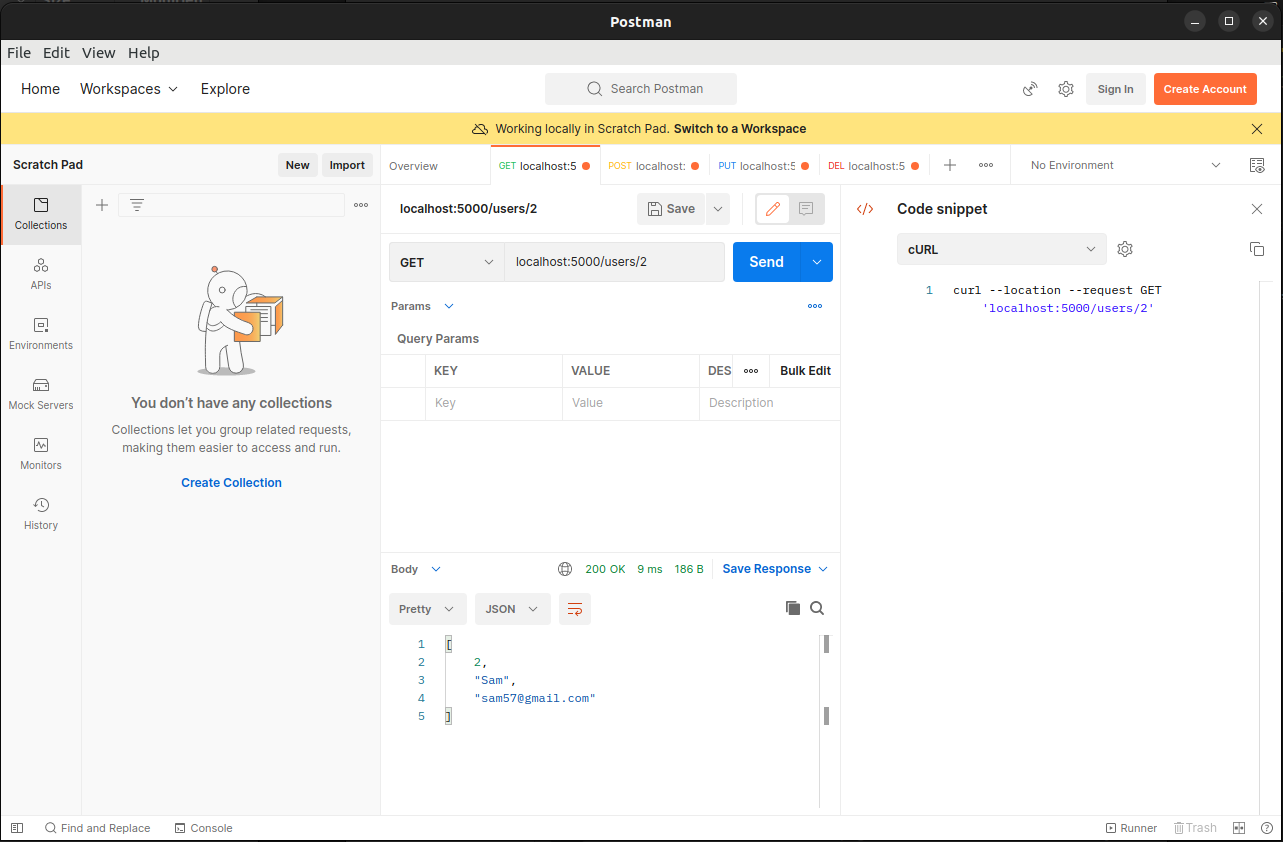 Postman
File Edit View Help
Home Workspaces Explore
Search Postman
Sign In
Create Account
Working locally in Scratch Pad. Switch to a Workspace
Scratch Pad
New
Import
Overview
GET localhost:5
POST localhost:
PUT localhost:5
DEL localhost:5
No Environment
Collections
APIs
Environments
Mock Servers
Monitors
History
You don’t have any collections
Collections let you group related requests,
making them easier to access and run.
Create Collection
localhost:5000/users/2
Save
GET
localhost:5000/users/2
Send
Params
Query Params
KEY VALUE DES Bulk Edit
Key Value Description
Body
200 OK 9 ms 186 B
Save Response
Pretty
JSON
1 [
2 2,
3 "Sam",
4 "sam57@gmail.com"
5 ]
</> Code snippet
cURL
1 curl --location --request GET
'localhost:5000/users/2'
Find and Replace
Console
Runner
Trash